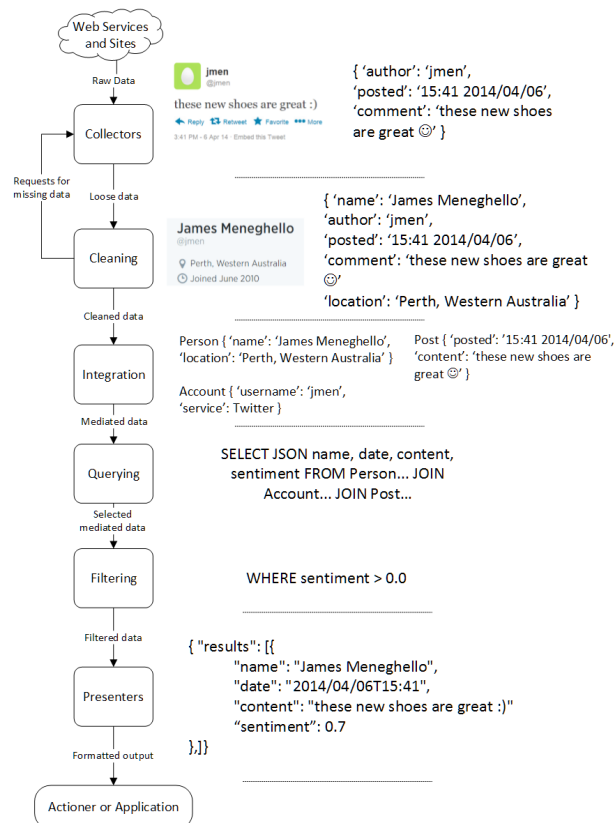 Web Services
and Sites
Raw Data
jmen
@jmen
these new shoes are great :)
Reply Retweet Favorite More
3:41 PM - 6 Apr 14 · Embed this Tweet
{ ‘author’: ‘jmen’,
‘posted’: ‘15:41 2014/04/06’,
‘comment’: ‘these new shoes
are great ☺’ }
Collectors
Requests for
missing data
Loose data
{ ‘name’: ‘James Meneghello’,
‘author’: ‘jmen’,
‘posted’: ‘15:41 2014/04/06’,
‘comment’: ‘these new shoes are great
☺’
‘location’: ‘Perth, Western Australia’ }
James Meneghello
@jmen
Perth, Western Australia
Joined June 2010
Cleaning
Cleaned data
Person { ‘name’: ‘James Meneghello’,
‘location’: ‘Perth, Western Australia’ }
Account { ‘username’: ‘jmen’,
‘service’: Twitter }
Post { ‘posted’: ‘15:41 2014/04/06’,
‘content’: ‘these new shoes are
great ☺’ }
Integration
Mediated data
Querying
SELECT JSON name, date, content,
sentiment FROM Person... JOIN
Account... JOIN Post...
Selected
mediated data
Filtering
WHERE sentiment > 0.0
Filtered data
Presenters
{ "results": [{
"name": "James Meneghello",
"date": "2014/04/06T15:41",
"content": "these new shoes are great :)"
“sentiment”: 0.7
},]}
Formatted output
Actioner or Application